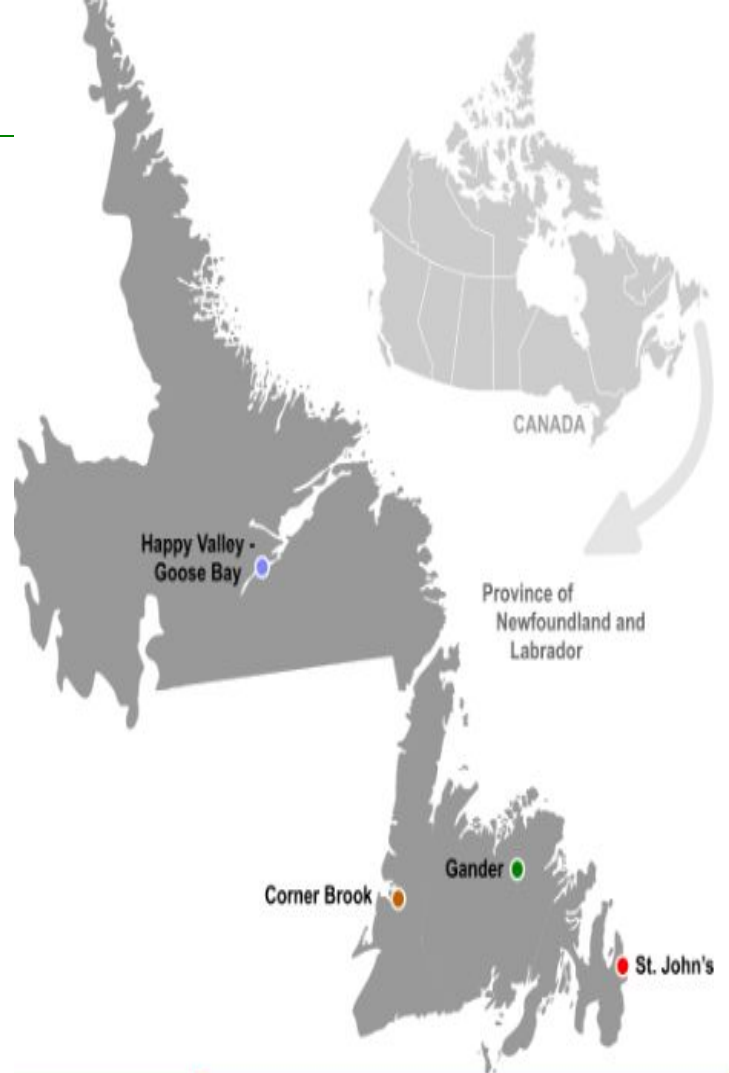 CANADA
Happy Valley -
Goose Bay
Province of
Newfoundland and
Labrador
Gander
Corner Brook
St. John's